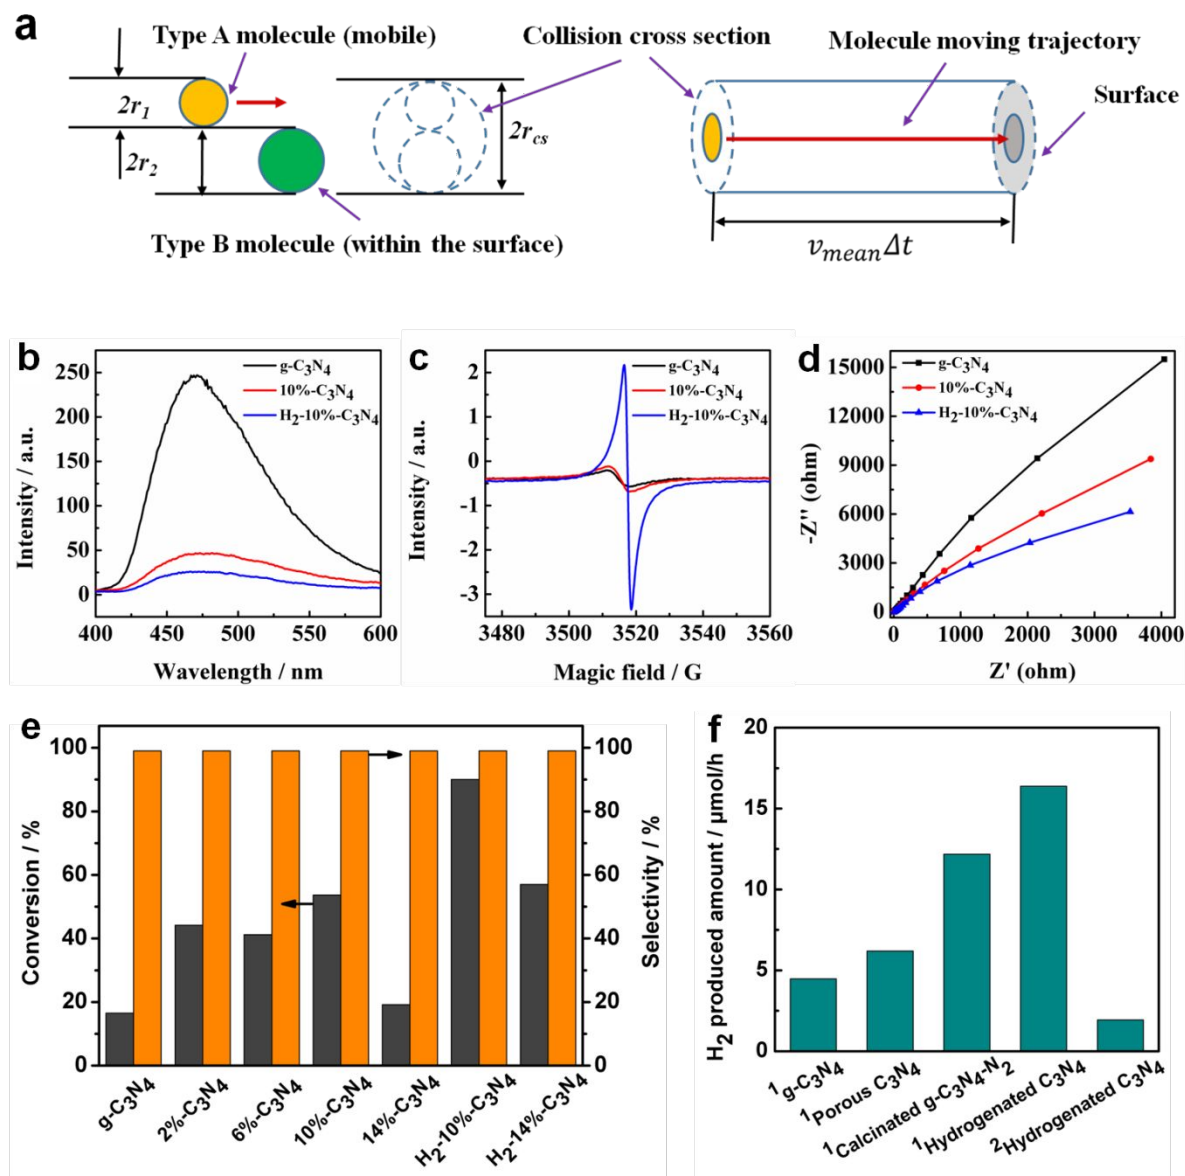 a
Type A molecule (mobile)
Collision cross section
Molecule moving trajectory
Surface
2r1
2r2
2rcs
Type B molecule (within the surface)
vmeanΔt
b
g-C3N4
10%-C3N4
H2-10%-C3N4
250
200
150
100
50
0
Intensity / a.u.
400 450 500 550 600
Wavelength / nm
c
g-C3N4
10%-C3N4
H2-10%-C3N4
2
1
0
-1
-2
-3
Intensity / a.u.
3480 3500 3520 3540 3560
Magic field / G
d
g-C3N4
10%-C3N4
H2-10%-C3N4
15000
12000
9000
6000
3000
0
-Z'' (ohm)
0 1000 2000 3000 4000
Z' (ohm)
e
100
80
60
40
20
0
Conversion / %
100
80
60
40
20
0
Selectivity / %
g-C3N4
2%-C3N4
6%-C3N4
10%-C3N4
14%-C3N4
H2-10%-C3N4
H2-14%-C3N4
f
20
15
10
5
0
H2 produced amount / μmol/h
1g-C3N4
1Porous C3N4
1Calcinated g-C3N4-N2
1Hydrogenated C3N4
2Hydrogenated C3N4